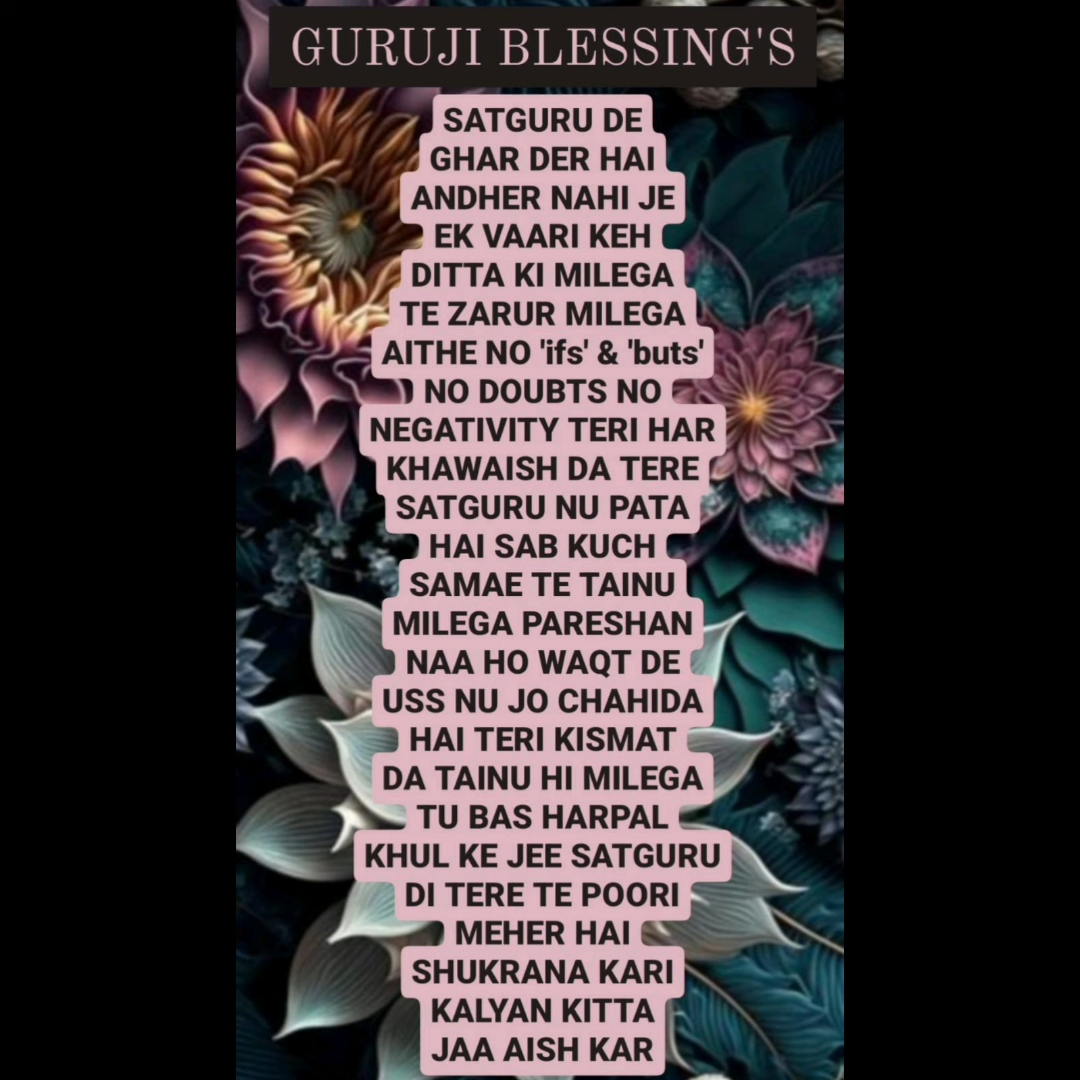 GURUJI BLESSING'S
SATGURU DE
GHAR DER HAI
ANDHER NAHI JE
EK VAARI KEH
DITTA KI MILEGA
TE ZARUR MILEGA
AITHE NO 'ifs' & 'buts'
NO DOUBTS NO
NEGATIVITY TERI HAR
KHAWAISH DA TERE
SATGURU NU PATA
HAI SAB KUCH
SAMAE TE TAINU
MILEGA PARESHAN
NAA HO WAQT DE
USS NU JO CHAHIDA
HAI TERI KISMAT
DA TAINU HI MILEGA
TU BAS HARPAL
KHUL KE JEE SATGURU
DI TERE TE POORI
MEHER HAI
SHUKRANA KARI
KALYAN KITTA
JAA AISH KAR